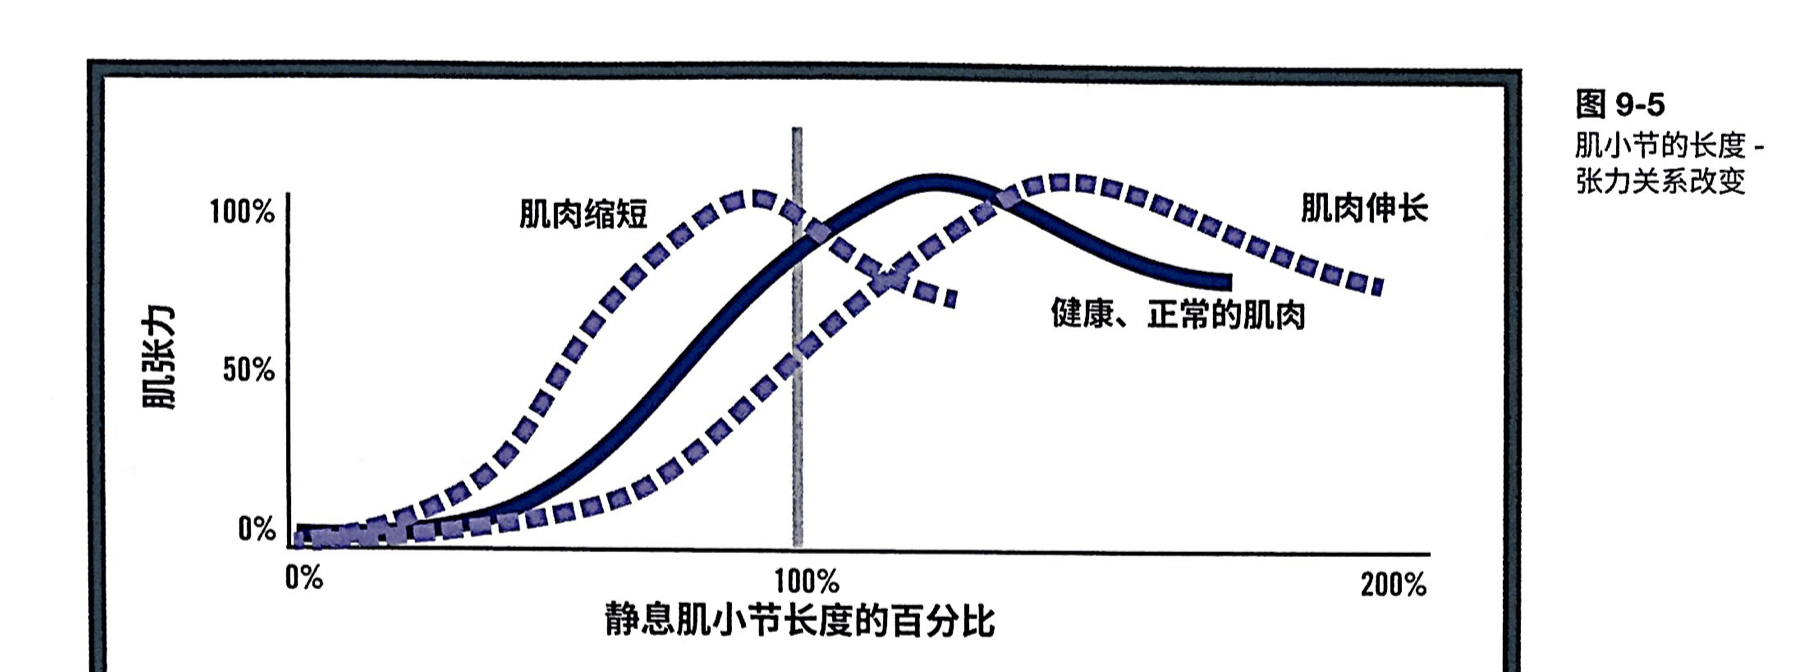 图 9-5
肌小节的长度 -
张力关系改变
肌肉缩短
肌肉伸长
健康、正常的肌肉
肌张力
100%
50%
0%
0%
100%
200%
静息肌小节长度的百分比